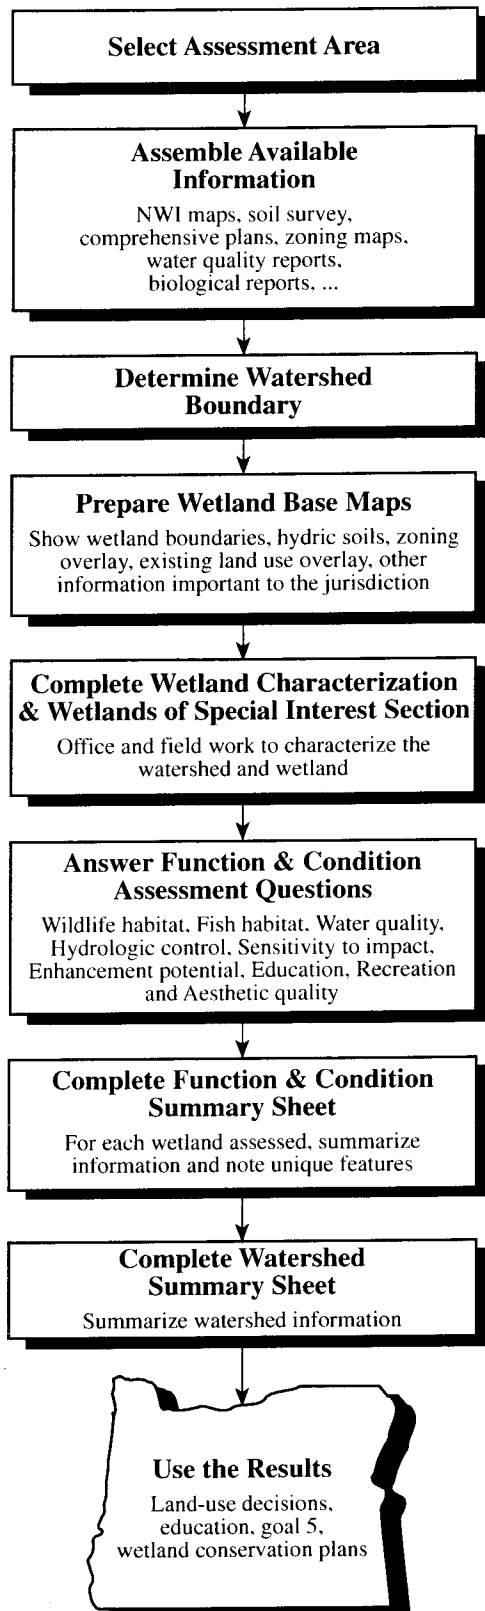 Select Assessment Area
Assemble Available
Information
NWI maps, soil survey,
comprehensive plans, zoning maps,
water quality reports,
biological reports, ...
Determine Watershed
Boundary
Prepare Wetland Base Maps
Show wetland boundaries, hydric soils, zoning
overlay, existing land use overlay, other
information important to the jurisdiction
Complete Wetland Characterization
& Wetlands of Special Interest Section
Office and field work to characterize the
watershed and wetland
Answer Function & Condition
Assessment Questions
Wildlife habitat, Fish habitat, Water quality,
Hydrologic control, Sensitivity to impact,
Enhancement potential, Education, Recreation
and Aesthetic quality
Complete Function & Condition
Summary Sheet
For each wetland assessed, summarize
information and note unique features
Complete Watershed
Summary Sheet
Summarize watershed information
Use the Results
Land-use decisions,
education, goal 5,
wetland conservation plans